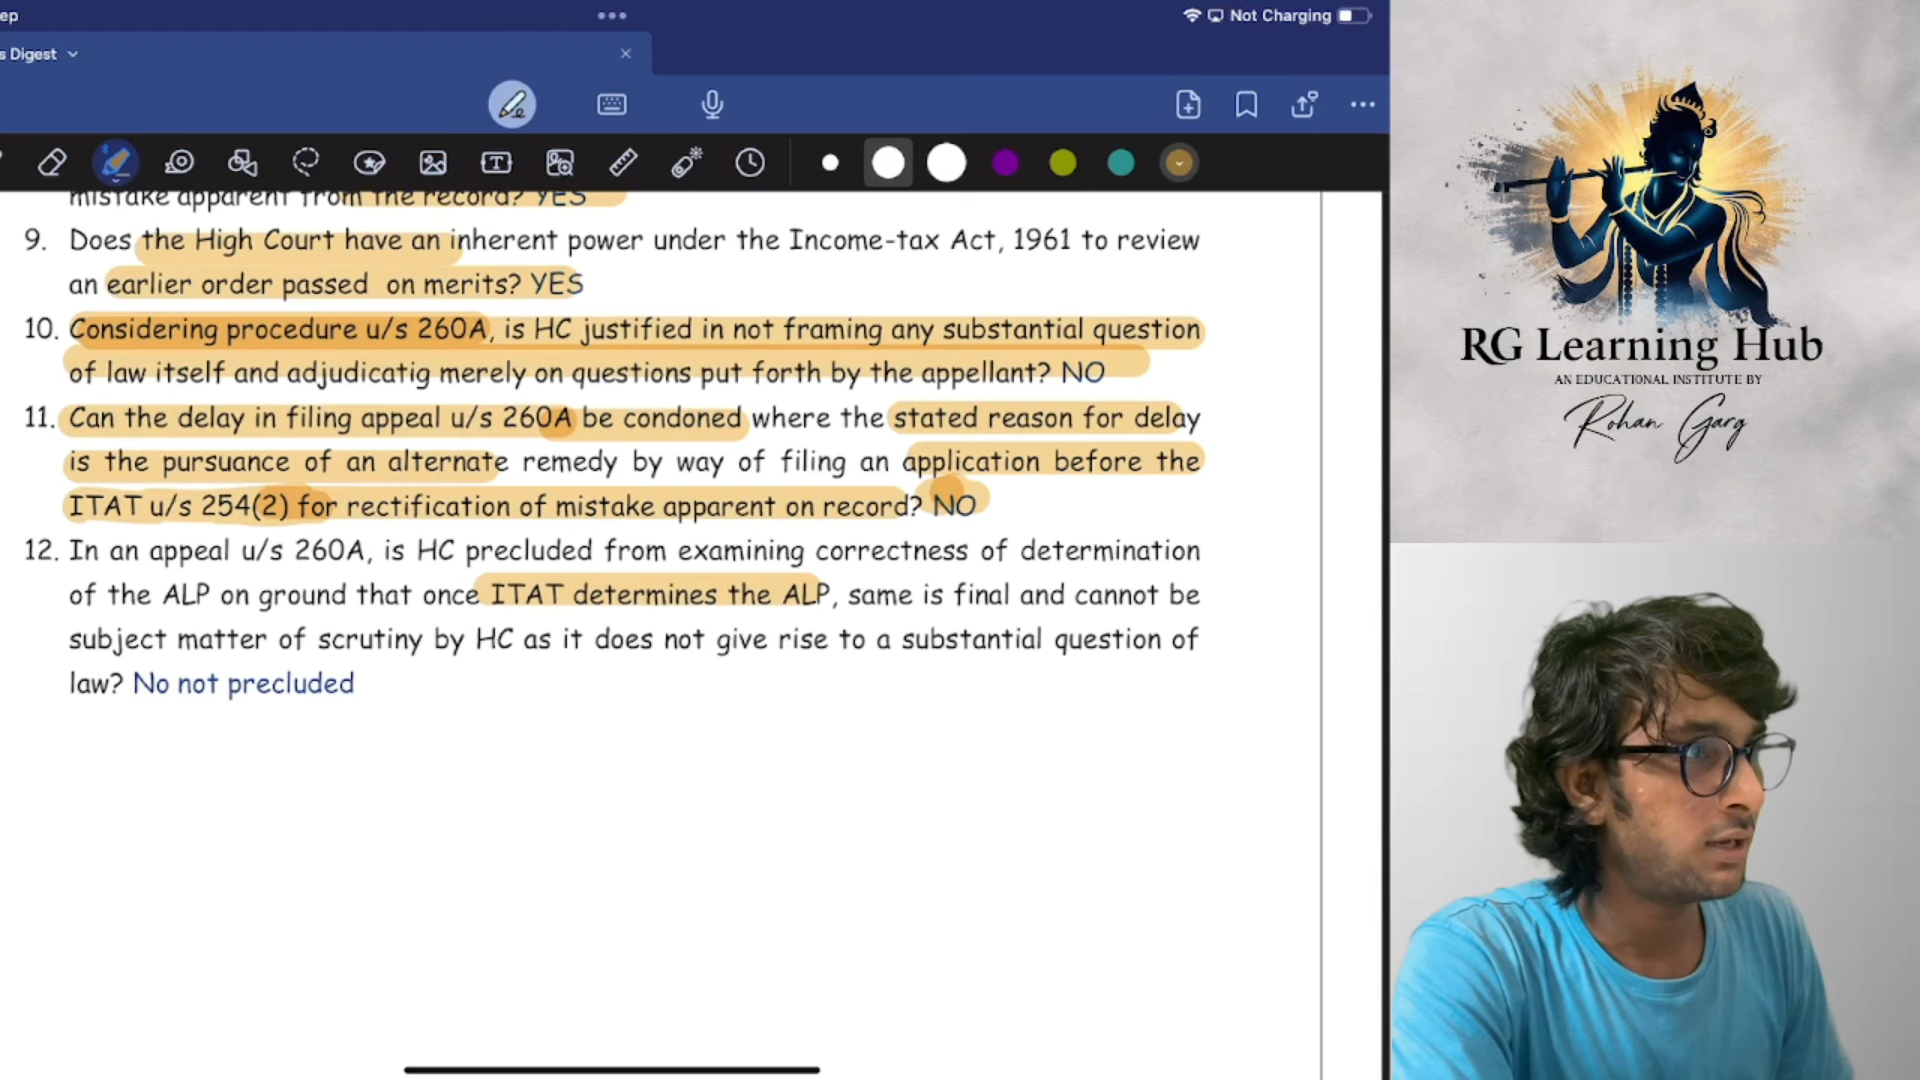 ep
Not Charging
s Digest
mistake apparent from the record? YES
9. Does the High Court have an inherent power under the Income-tax Act, 1961 to review
an earlier order passed on merits? YES
10. Considering procedure u/s 260A, is HC justified in not framing any substantial question
of law itself and adjudicatig merely on questions put forth by the appellant? NO
11. Can the delay in filing appeal u/s 260A be condoned where the stated reason for delay
is the pursuance of an alternate remedy by way of filing an application before the
ITAT u/s 254(2) for rectification of mistake apparent on record? NO
12. In an appeal u/s 260A, is HC precluded from examining correctness of determination
of the ALP on ground that once ITAT determines the ALP, same is final and cannot be
subject matter of scrutiny by HC as it does not give rise to a substantial question of
law? No not precluded
RG Learning Hub
AN EDUCATIONAL INSTITUTE BY
Rohan Garg